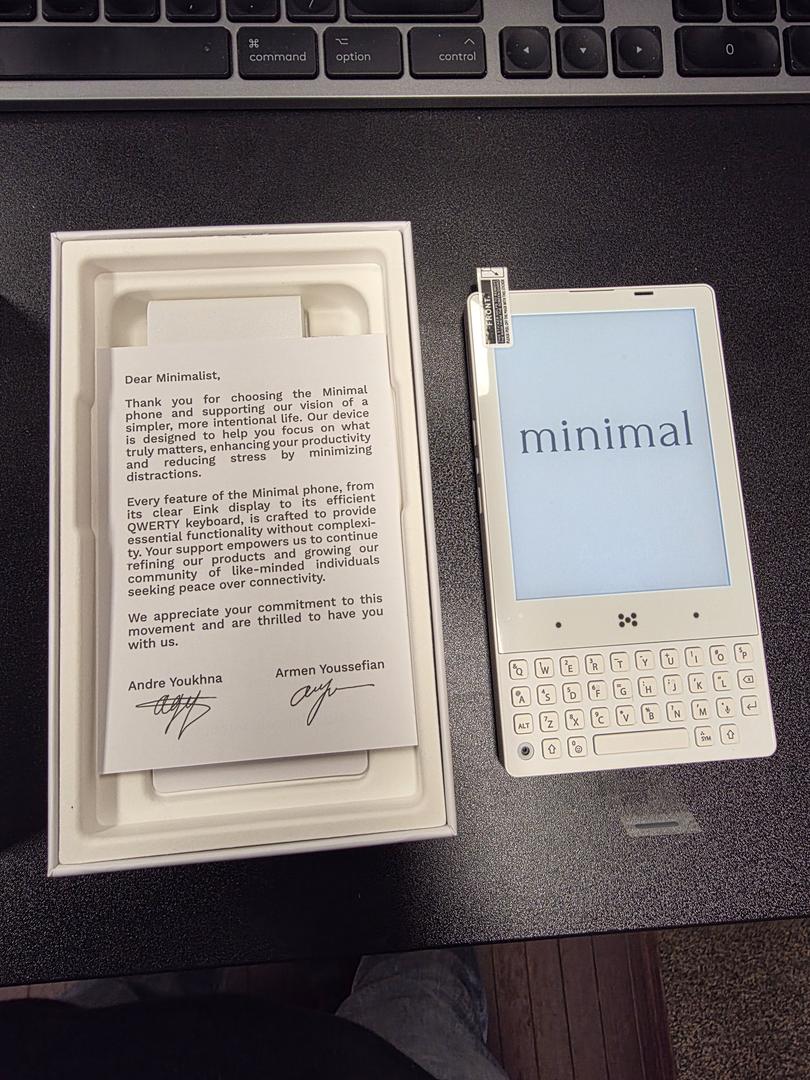 ⌘
command
⌥
option
^
control
0
FRONT
minimal
Dear Minimalist,
Thank you for choosing the Minimal
phone and supporting our vision of a
simpler, more intentional life. Our device
is designed to help you focus on what
truly matters, enhancing your productivity
and reducing stress by minimizing
distractions.
Every feature of the Minimal phone, from
its clear Eink display to its efficient
QWERTY keyboard, is crafted to provide
essential functionality without complexi-
ty. Your support empowers us to continue
refining our products and growing our
community of like-minded individuals
seeking peace over connectivity.
We appreciate your commitment to this
movement and are thrilled to have you
with us.
Andre Youkhna
Armen Youssefian
Q W E R T Y U I O P
A S D F G H J K L
ALT Z X C V B N M
SYM